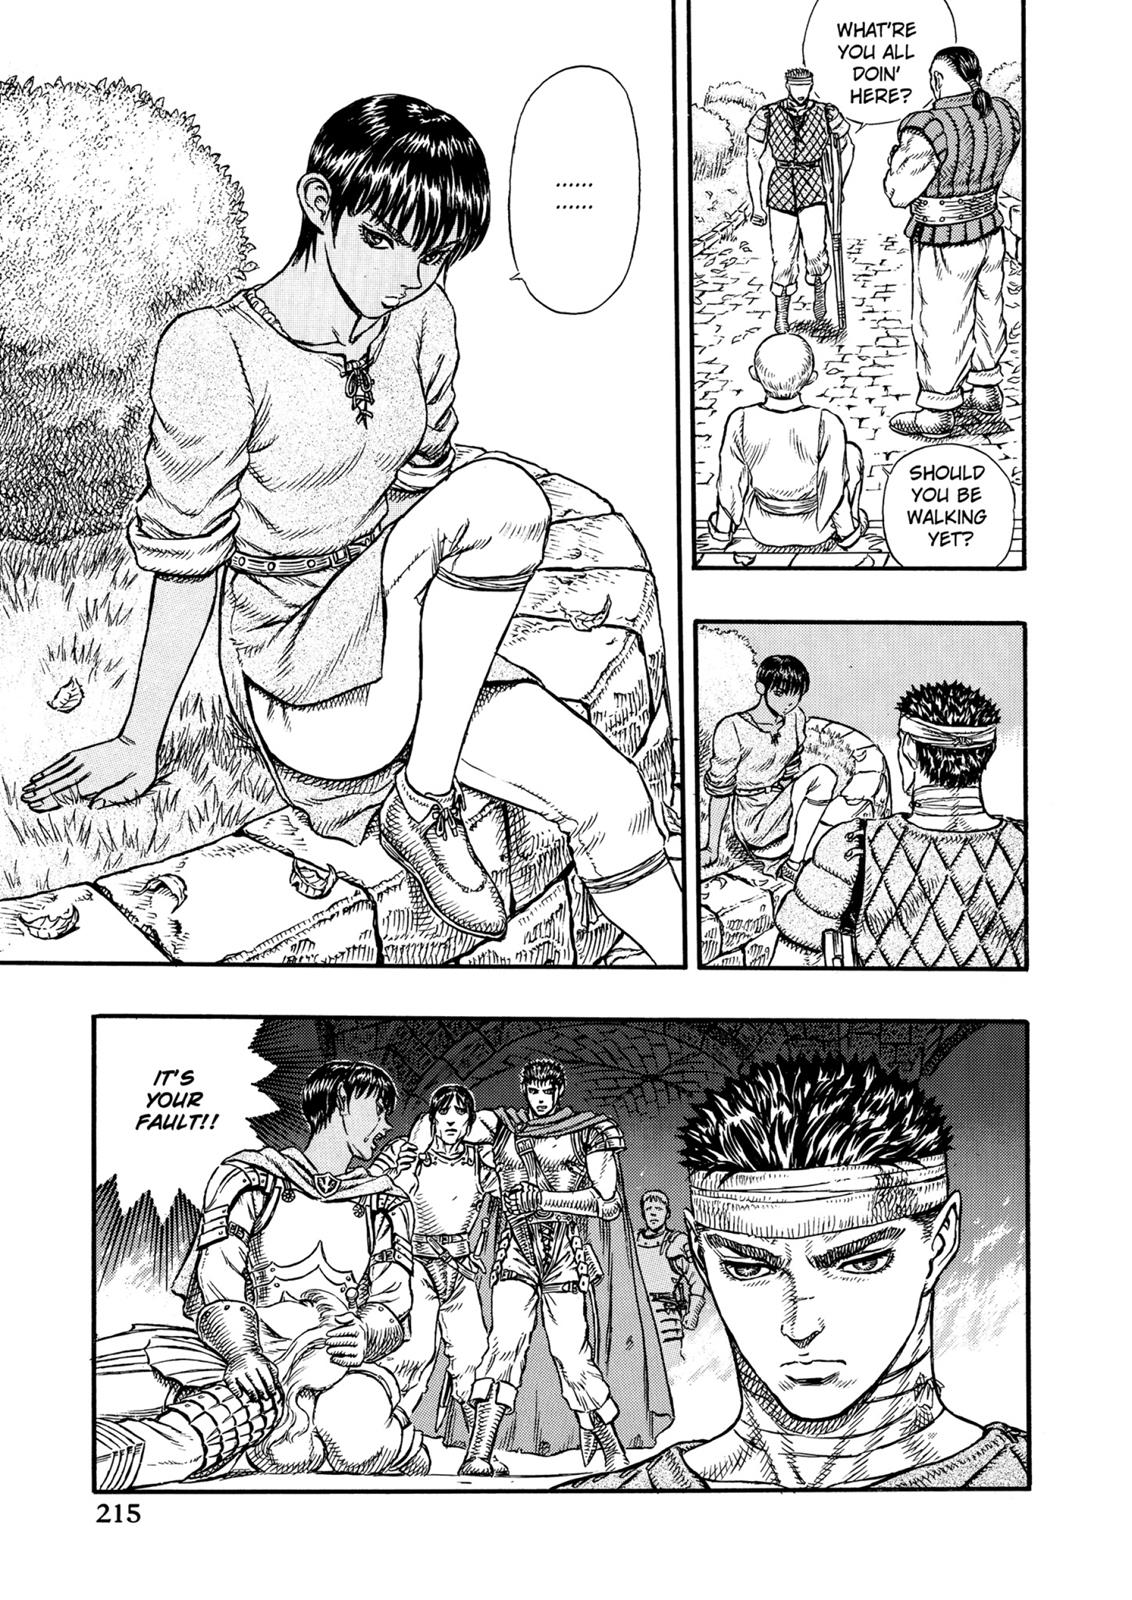 WHAT'RE
YOU ALL
DOIN'
HERE?
SHOULD
YOU BE
WALKING
YET?
......
......
IT'S
YOUR
FAULT!!
215